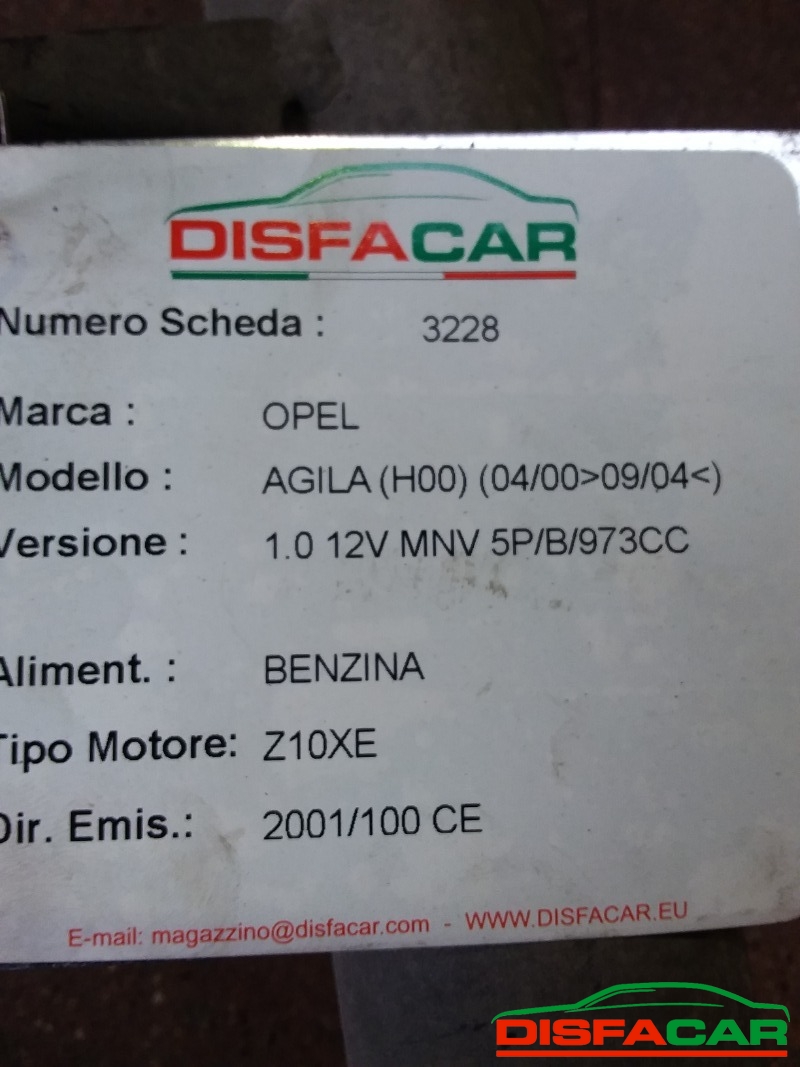 DISFACAR
Numero Scheda : 3228
Marca : OPEL
Modello : AGILA (H00) (04/00>09/04<)
Versione : 1.0 12V MNV 5P/B/973CC
Aliment. : BENZINA
Tipo Motore: Z10XE
Dir. Emis.: 2001/100 CE
E-mail: magazzino@disfacar.com - WWW.DISFACAR.EU
DISFACAR